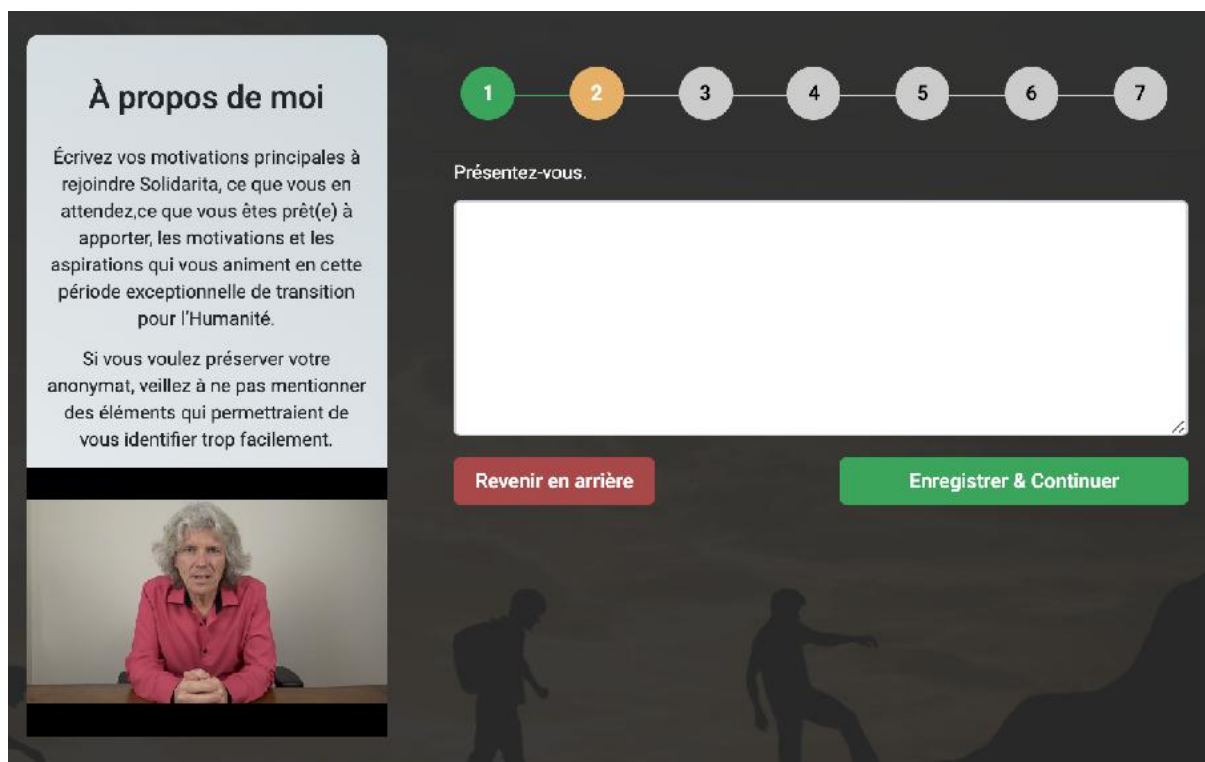 À propos de moi
Écrivez vos motivations principales à
rejoindre Solidarita, ce que vous en
attendez,ce que vous êtes prêt(e) à
apporter, les motivations et les
aspirations qui vous animent en cette
période exceptionnelle de transition
pour l'Humanité.
Si vous voulez préserver votre
anonymat, veillez à ne pas mentionner
des éléments qui permettraient de
vous identifier trop facilement.
1 2 3 4 5 6 7
Présentez-vous.
Revenir en arrière
Enregistrer & Continuer